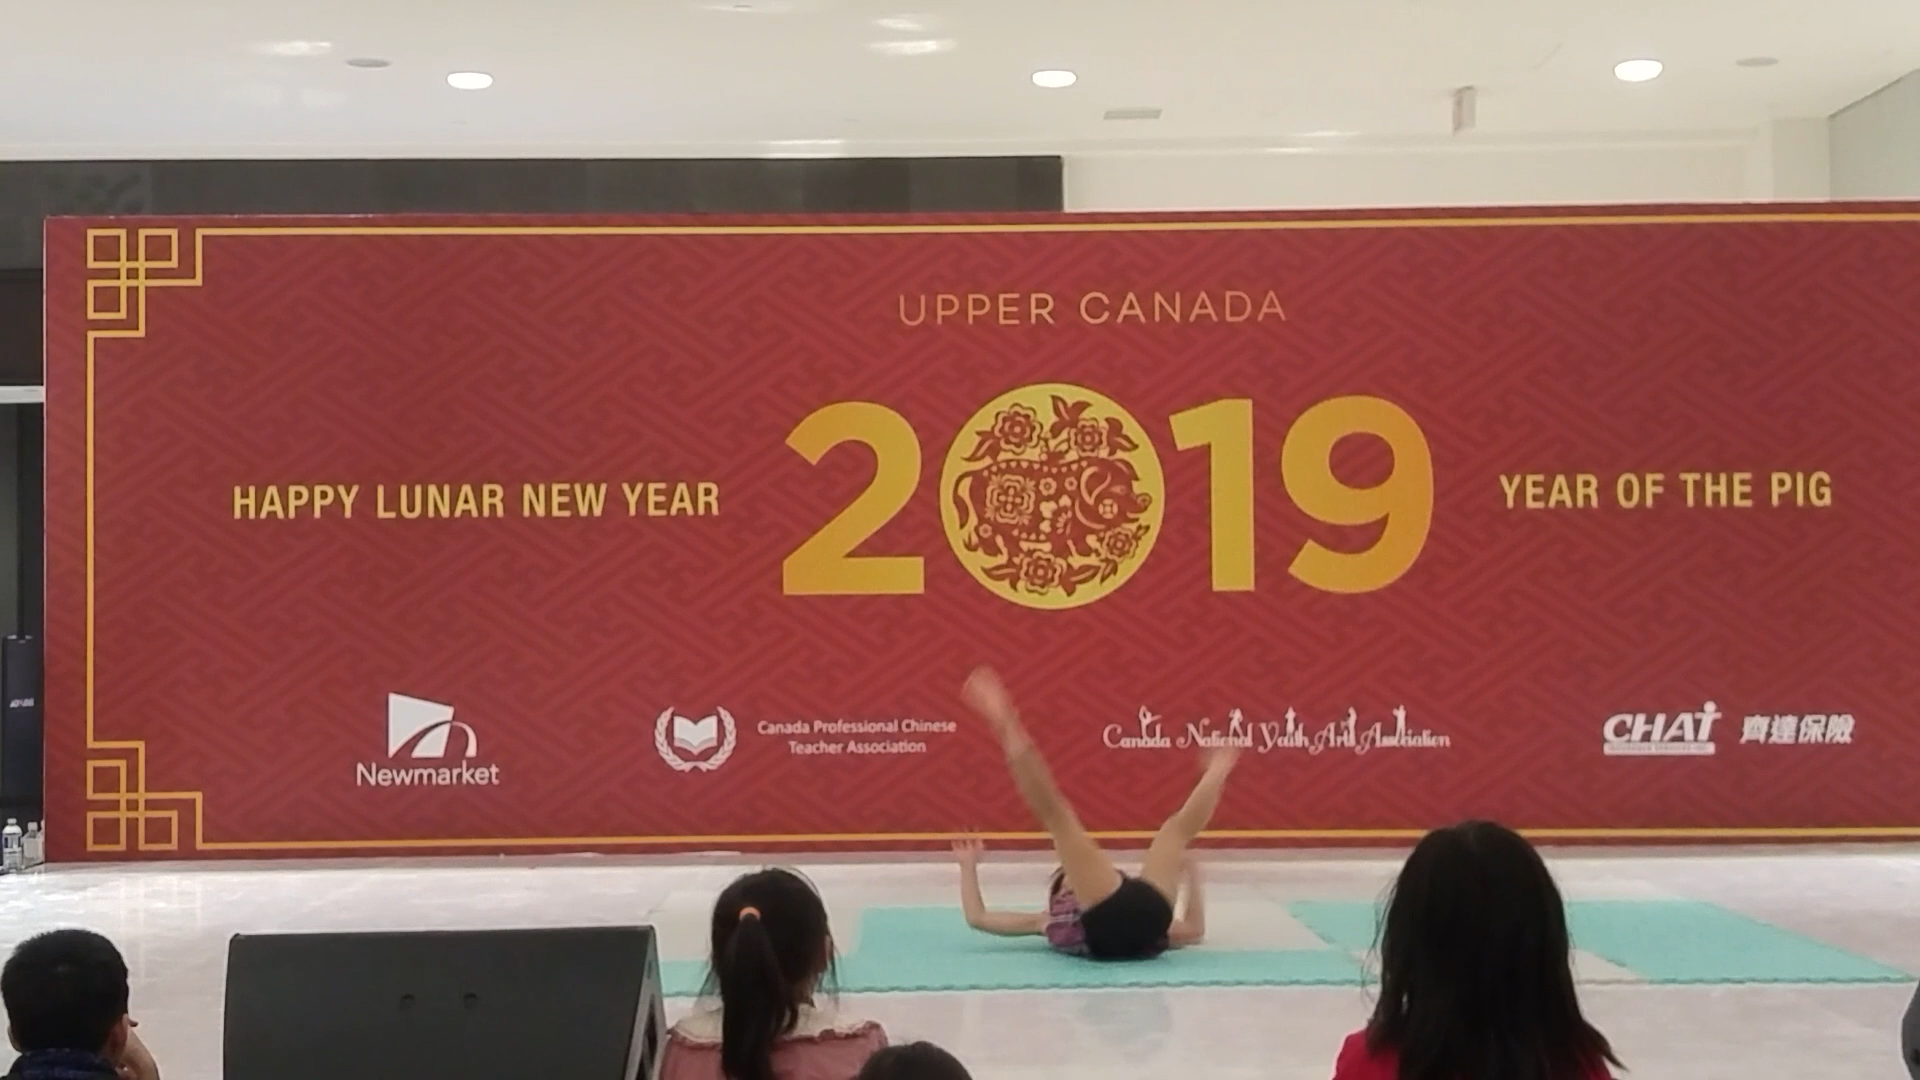 UPPER CANADA
HAPPY LUNAR NEW YEAR
2019
YEAR OF THE PIG
Newmarket
Canada Professional Chinese
Teacher Association
Canada National Youth Arts Association
CHAI
齊達保險